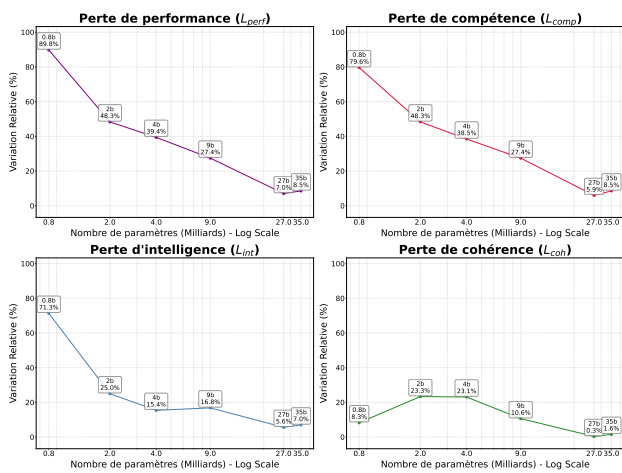 Perte de performance (L_perf)
Variation Relative (%)
100
80
60
40
20
0
0.8b
89.8%
2b
48.3%
4b
39.4%
9b
27.4%
27b
7.0%
35b
8.5%
0.8
2.0
4.0
9.0
27.0
35.0
Nombre de paramètres (Milliards) - Log Scale
Perte de compétence (L_comp)
Variation Relative (%)
100
80
60
40
20
0
0.8b
79.6%
2b
48.3%
4b
38.5%
9b
27.4%
27b
5.9%
35b
8.5%
0.8
2.0
4.0
9.0
27.0
35.0
Nombre de paramètres (Milliards) - Log Scale
Perte d'intelligence (L_int)
Variation Relative (%)
100
80
60
40
20
0
0.8b
71.3%
2b
25.0%
4b
15.4%
9b
16.8%
27b
5.6%
35b
7.0%
0.8
2.0
4.0
9.0
27.0
35.0
Nombre de paramètres (Milliards) - Log Scale
Perte de cohérence (L_coh)
Variation Relative (%)
100
80
60
40
20
0
0.8b
8.3%
2b
23.3%
4b
23.1%
9b
10.6%
27b
0.3%
35b
1.6%
0.8
2.0
4.0
9.0
27.0
35.0
Nombre de paramètres (Milliards) - Log Scale